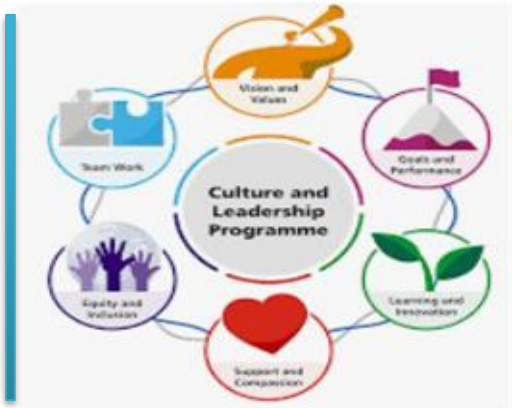 Vision and
Values
Team Work
Goals and
Performance
Culture and
Leadership
Programme
Equity and
Inclusion
Learning and
Innovation
Support and
Compassion